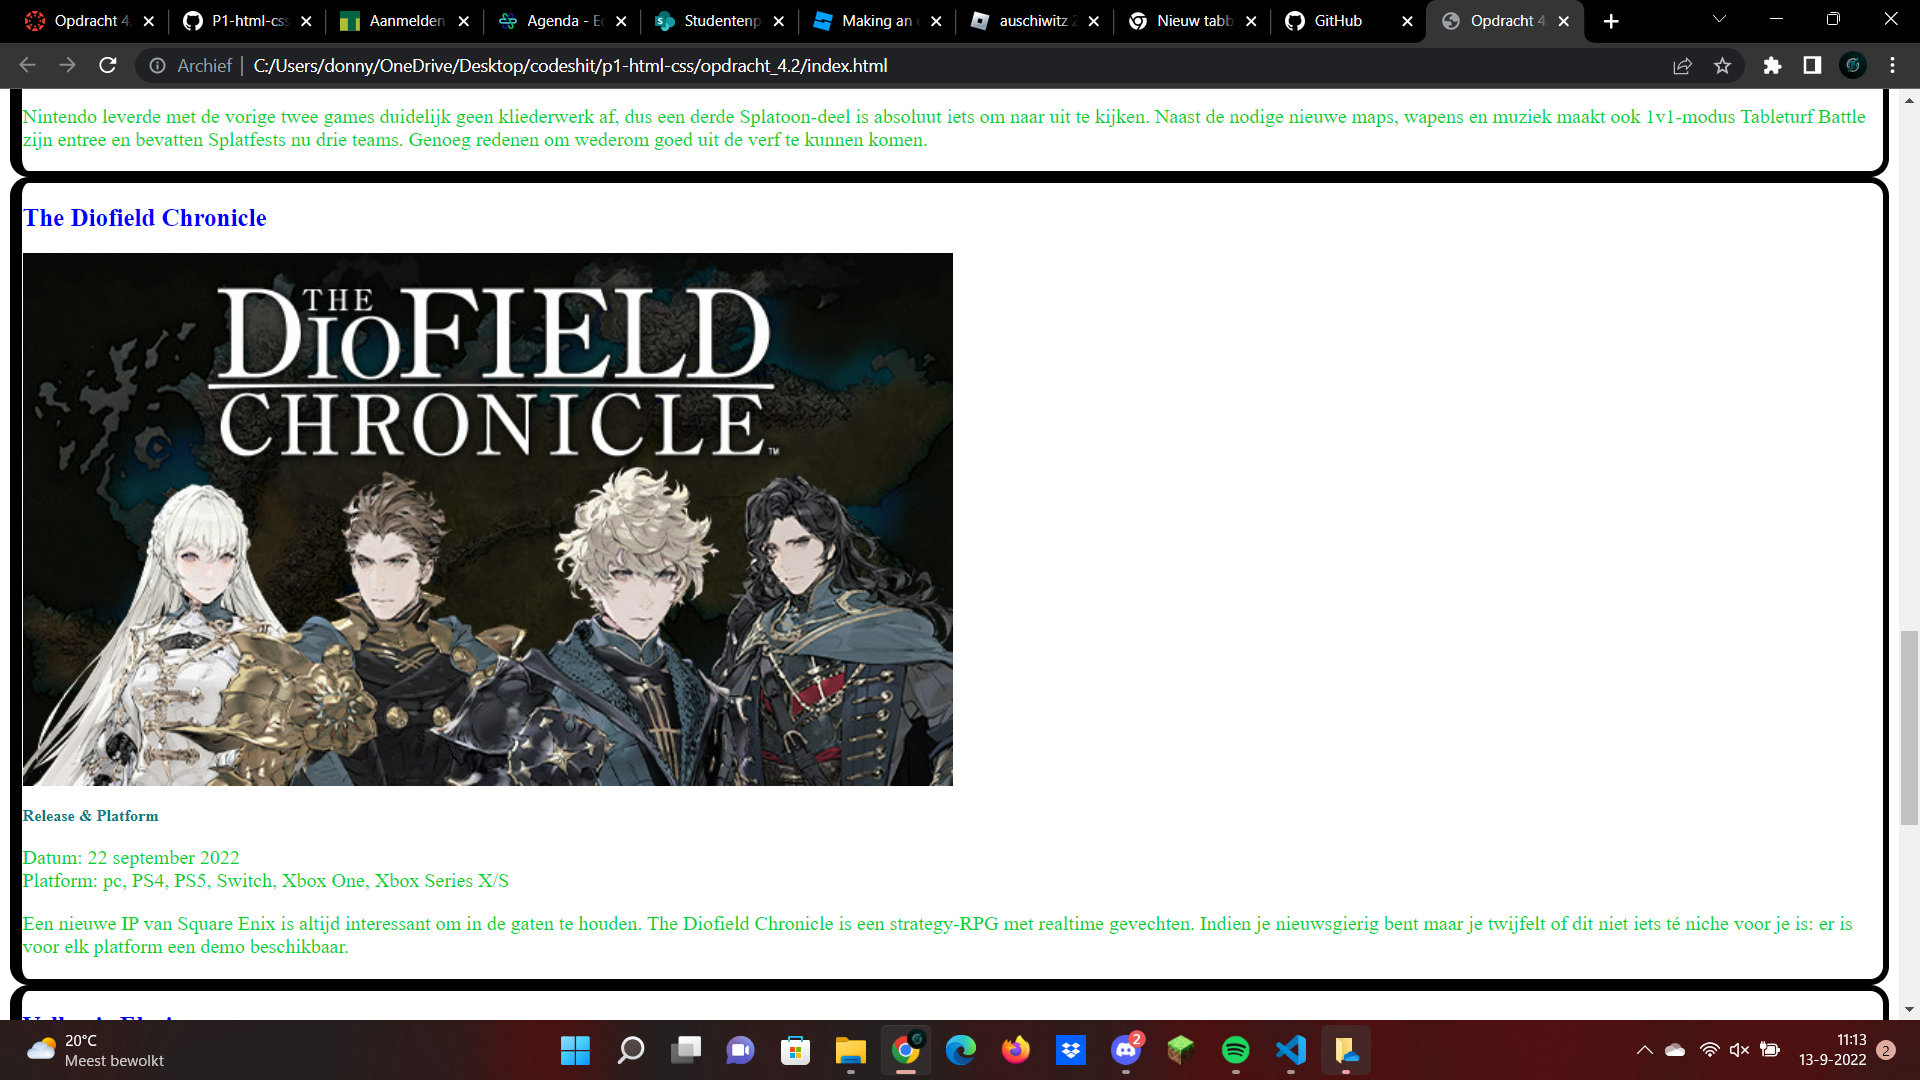 Opdracht 4.
P1-html-css
Aanmelden
Agenda - Ed
Studentenp
Making an
auschiwitz 2
Nieuw tabb
GitHub
Opdracht 4
Archief | C:/Users/donny/OneDrive/Desktop/codeshit/p1-html-css/opdracht_4.2/index.html
Nintendo leverde met de vorige twee games duidelijk geen kliederwerk af, dus een derde Splatoon-deel is absoluut iets om naar uit te kijken. Naast de nodige nieuwe maps, wapens en muziek maakt ook 1v1-modus Tableturf Battle
zijn entree en bevatten Splatfests nu drie teams. Genoeg redenen om wederom goed uit de verf te kunnen komen.
The Diofield Chronicle
THE
DIOFIELD
CHRONICLE™
Release & Platform
Datum: 22 september 2022
Platform: pc, PS4, PS5, Switch, Xbox One, Xbox Series X/S
Een nieuwe IP van Square Enix is altijd interessant om in de gaten te houden. The Diofield Chronicle is een strategy-RPG met realtime gevechten. Indien je nieuwsgierig bent maar je twijfelt of dit niet iets té niche voor je is: er is
voor elk platform een demo beschikbaar.
20°C
Meest bewolkt
2
11:13
13-9-2022
2